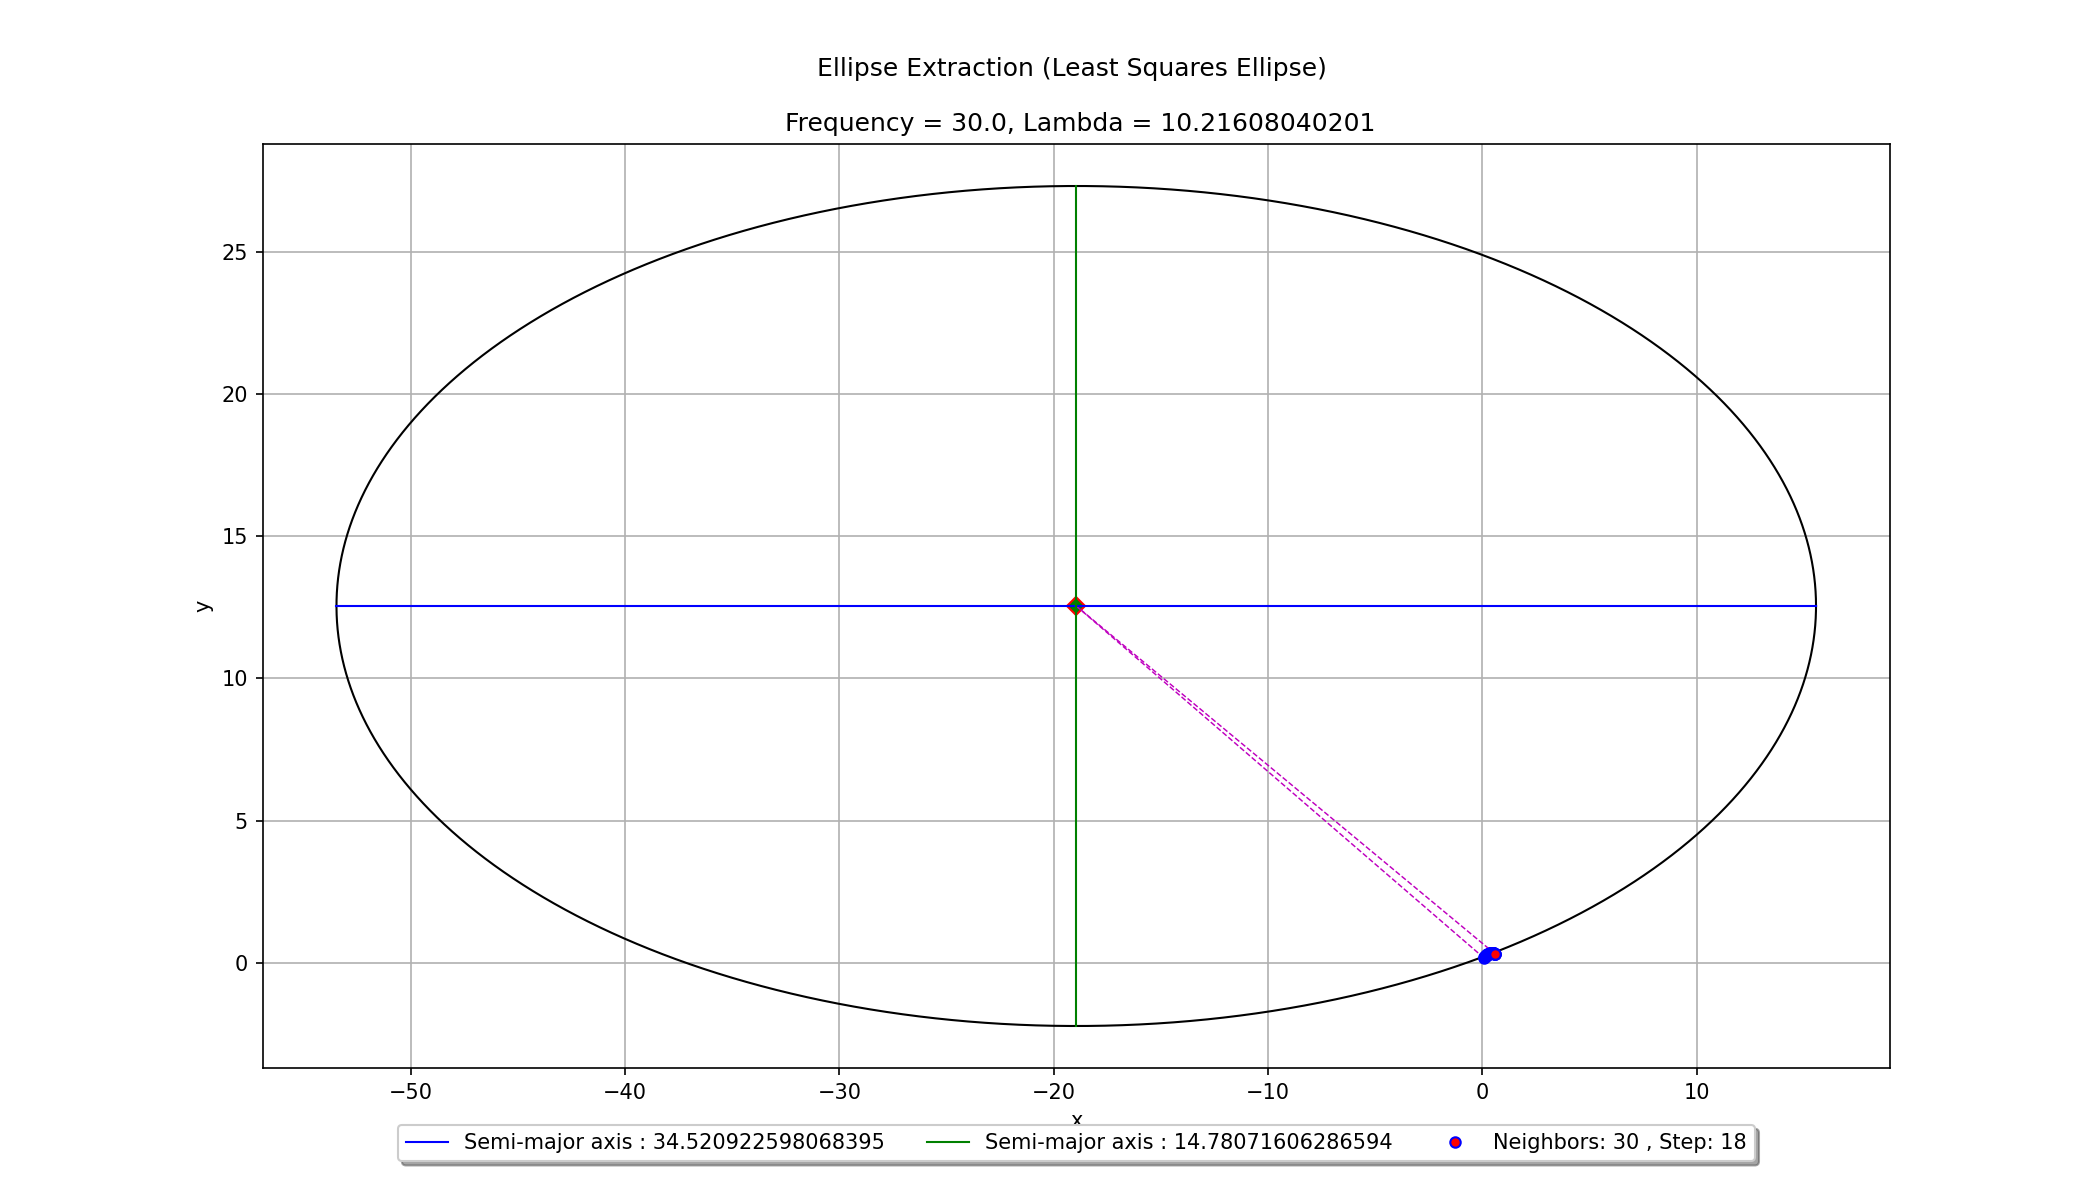 Ellipse Extraction (Least Squares Ellipse)
Frequency = 30.0, Lambda = 10.21608040201
25
20
15
10
5
0
y
−50
−40
−30
−20
−10
0
10
x
Semi-major axis : 34.520922598068395
Semi-major axis : 14.78071606286594
Neighbors: 30 , Step: 18